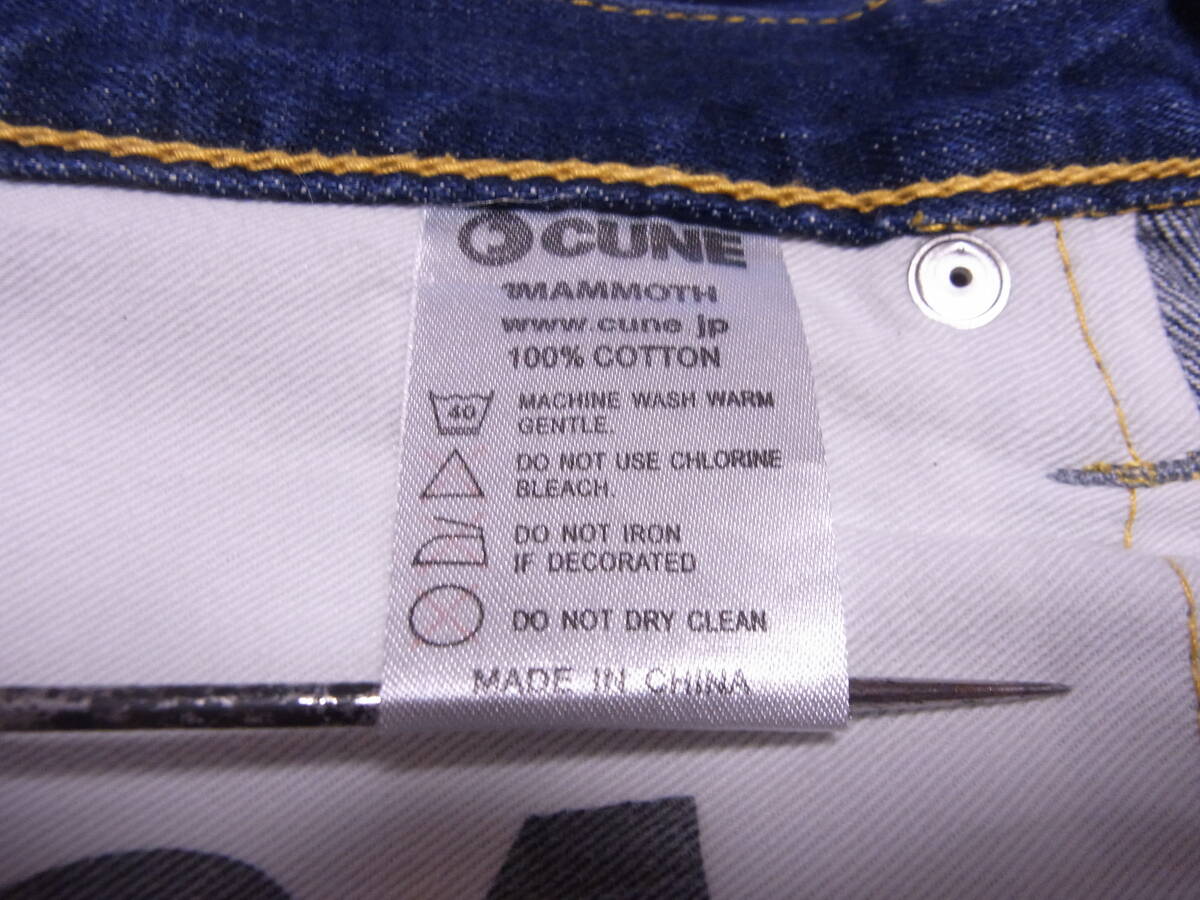 CUNE
1MAMMOTH
www.cune.jp
100% COTTON
40
MACHINE WASH WARM
GENTLE.
DO NOT USE CHLORINE
BLEACH.
DO NOT IRON
IF DECORATED
DO NOT DRY CLEAN
MADE IN CHINA